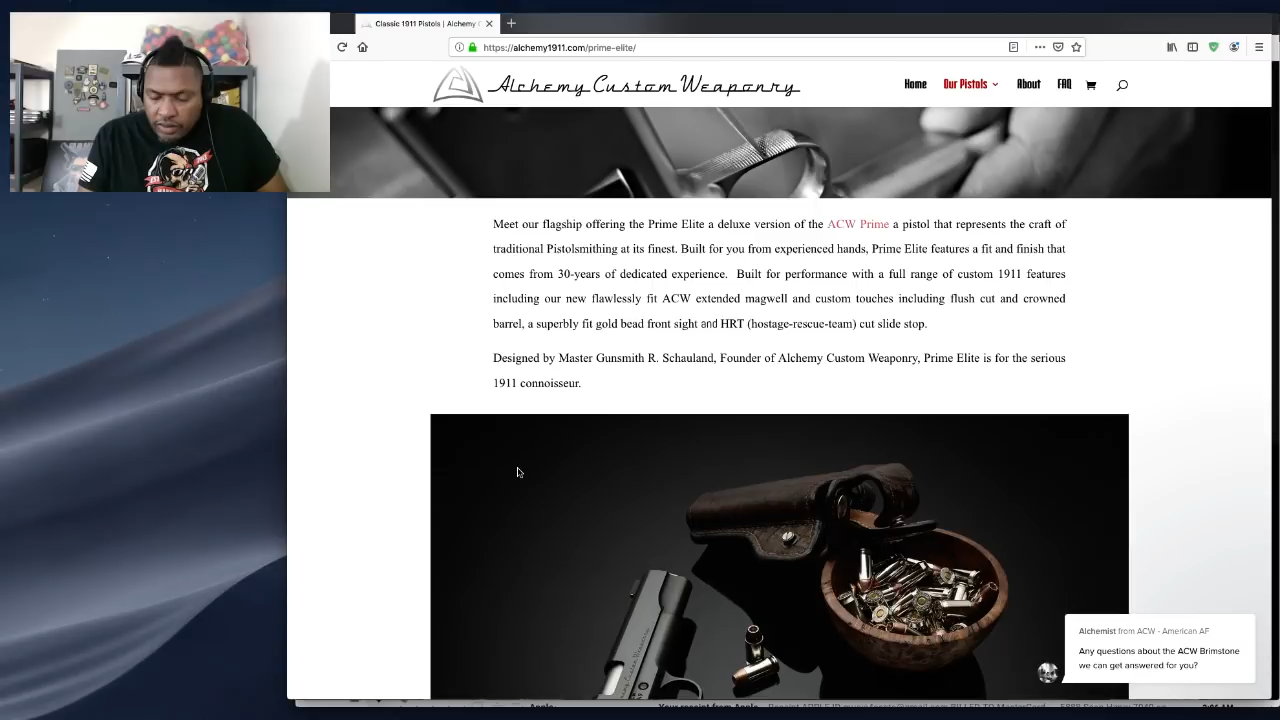 Classic 1911 Pistols | Alchemy C
https://alchemy1911.com/prime-elite/
Alchemy Custom Weaponry
Home
Our Pistols
About
FAQ
Meet our flagship offering the Prime Elite a deluxe version of the ACW Prime a pistol that represents the craft of
traditional Pistolsmithing at its finest. Built for you from experienced hands, Prime Elite features a fit and finish that
comes from 30-years of dedicated experience. Built for performance with a full range of custom 1911 features
including our new flawlessly fit ACW extended magwell and custom touches including flush cut and crowned
barrel, a superbly fit gold bead front sight and HRT (hostage-rescue-team) cut slide stop.
Designed by Master Gunsmith R. Schauland, Founder of Alchemy Custom Weaponry, Prime Elite is for the serious
1911 connoisseur.
Alchemist from ACW - American AF
Any questions about the ACW Brimstone
we can get answered for you?